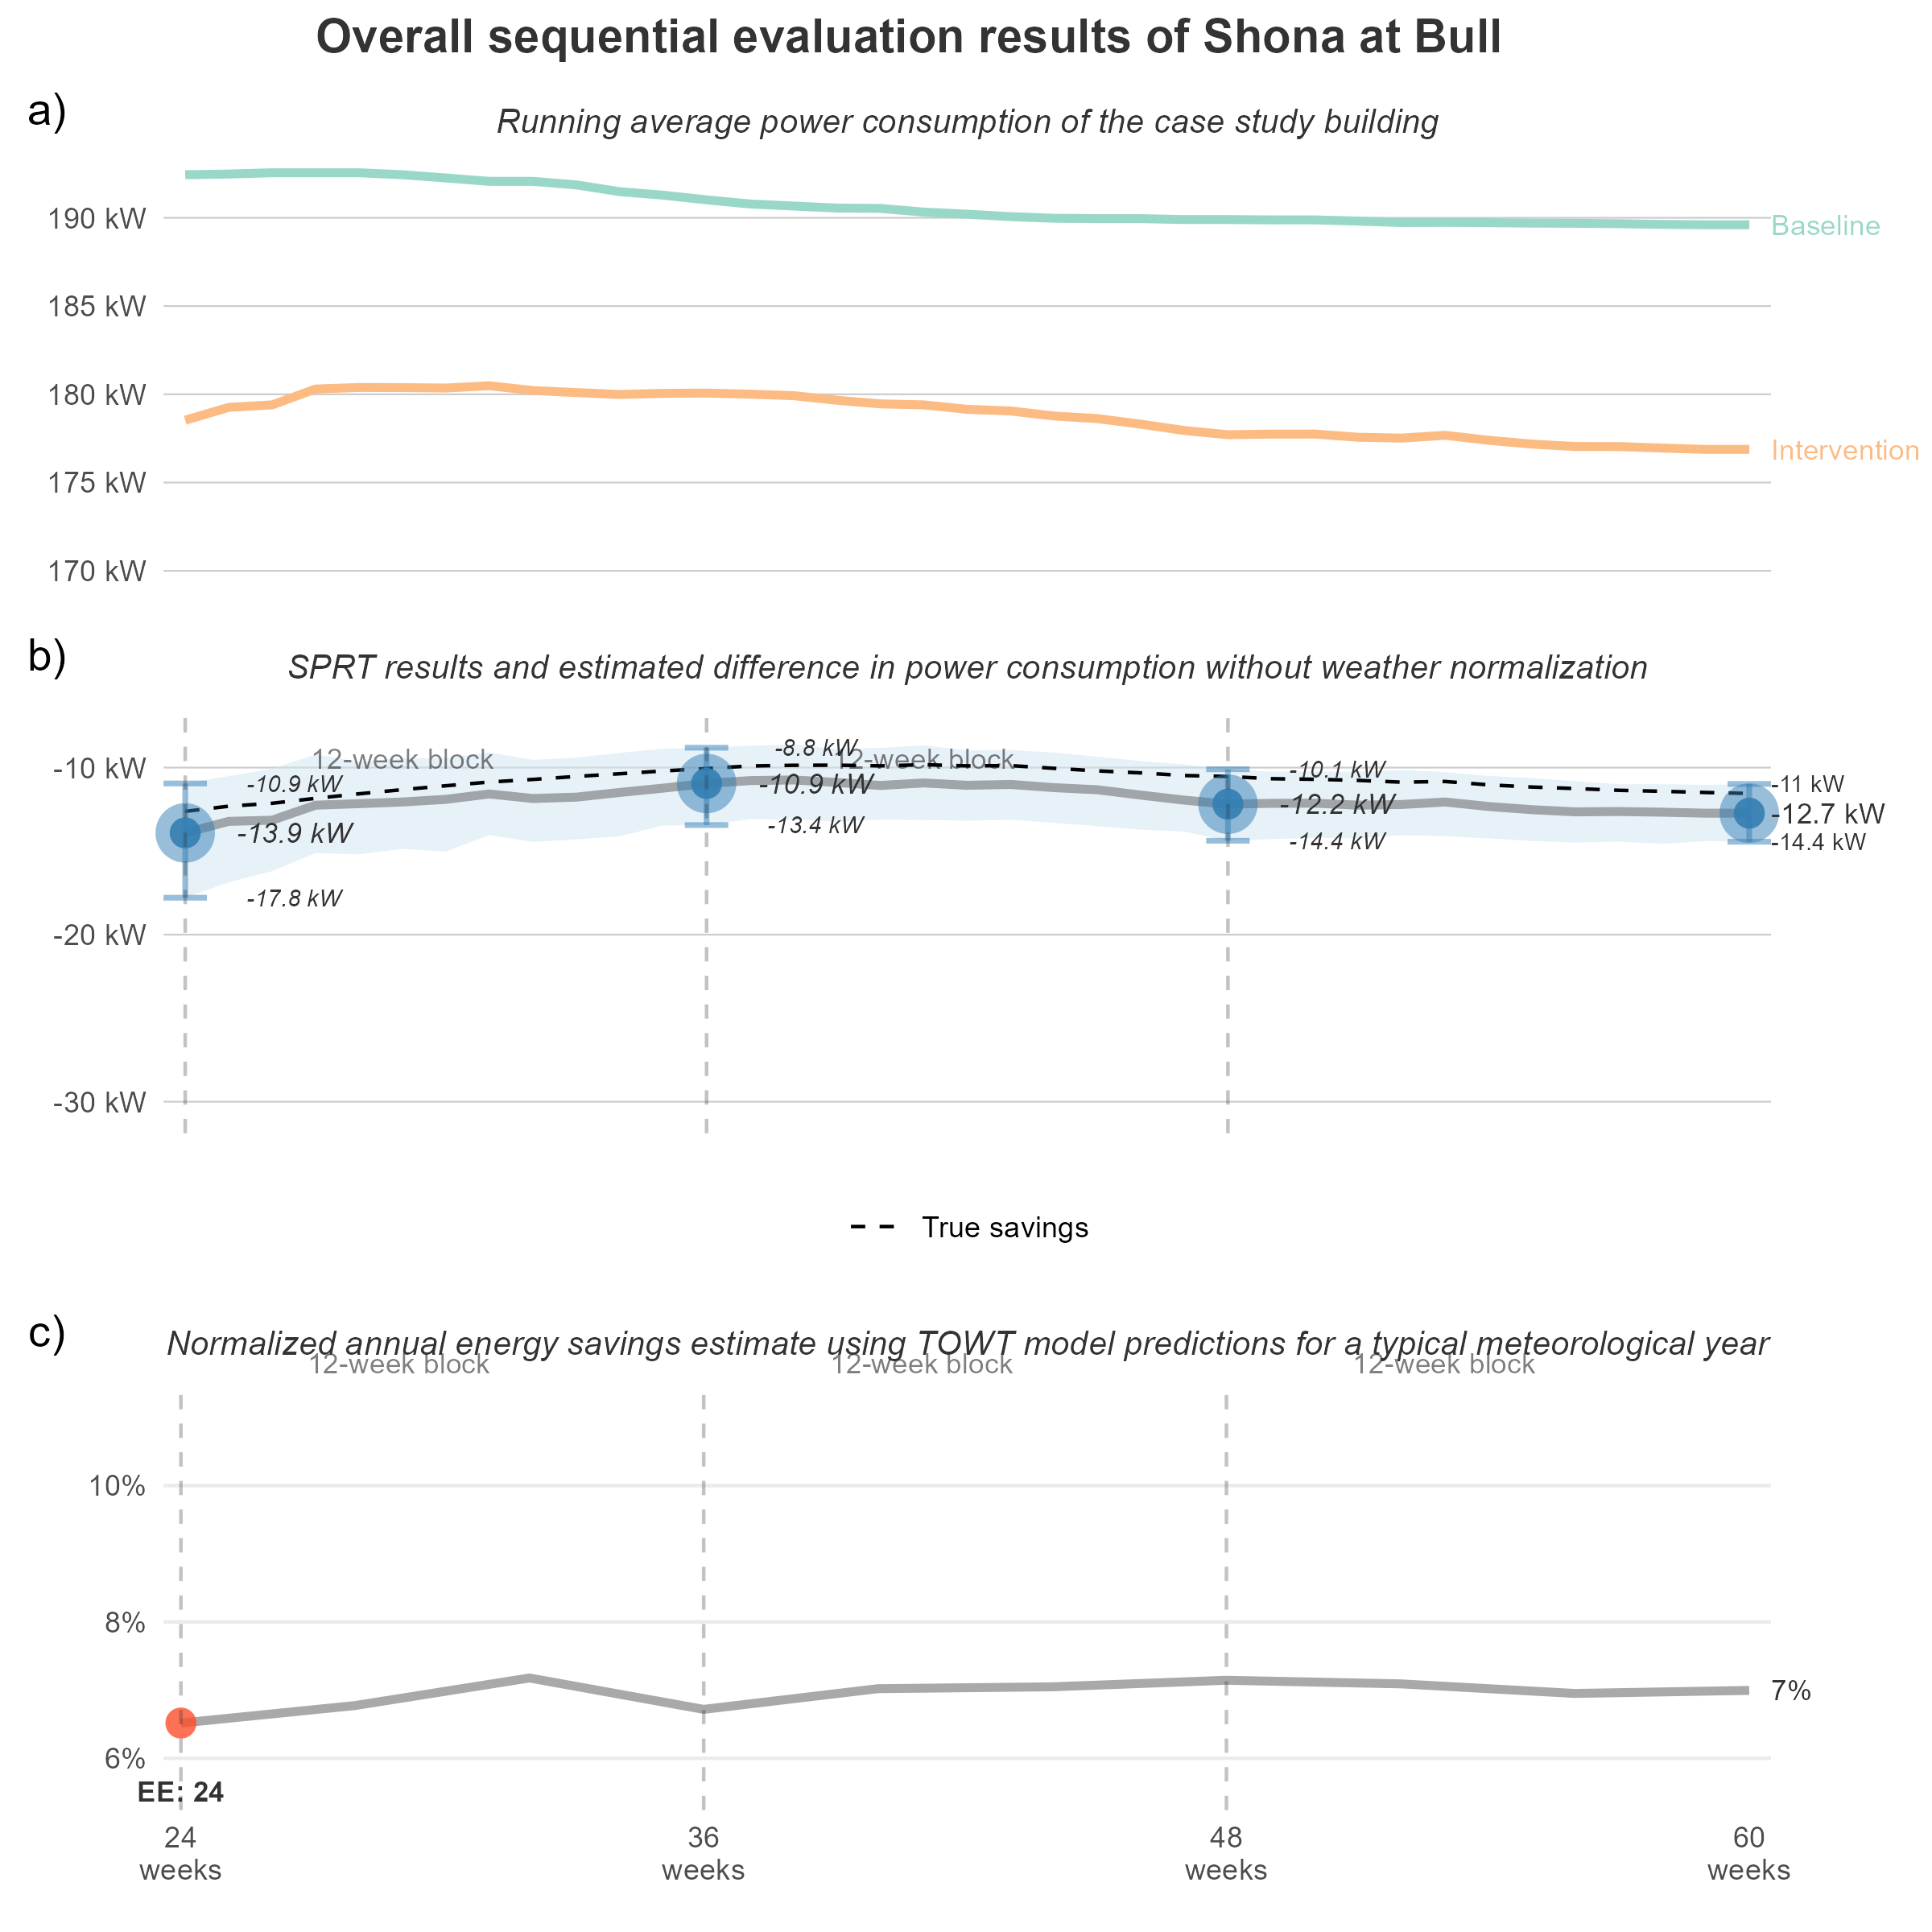 Overall sequential evaluation results of Shona at Bull
a)
Running average power consumption of the case study building
190 kW
Baseline
185 kW
180 kW
Intervention
175 kW
170 kW
b)
SPRT results and estimated difference in power consumption without weather normalization
12-week block
12-week block
-10 kW
-10.9 kW
-13.9 kW
-17.8 kW
-8.8 kW
-10.9 kW
-13.4 kW
-10.1 kW
-12.2 kW
-14.4 kW
-11 kW
-12.7 kW
-14.4 kW
-20 kW
-30 kW
True savings
c)
Normalized annual energy savings estimate using TOWT model predictions for a typical meteorological year
12-week block
12-week block
12-week block
10%
8%
7%
6%
EE: 24
24
weeks
36
weeks
48
weeks
60
weeks